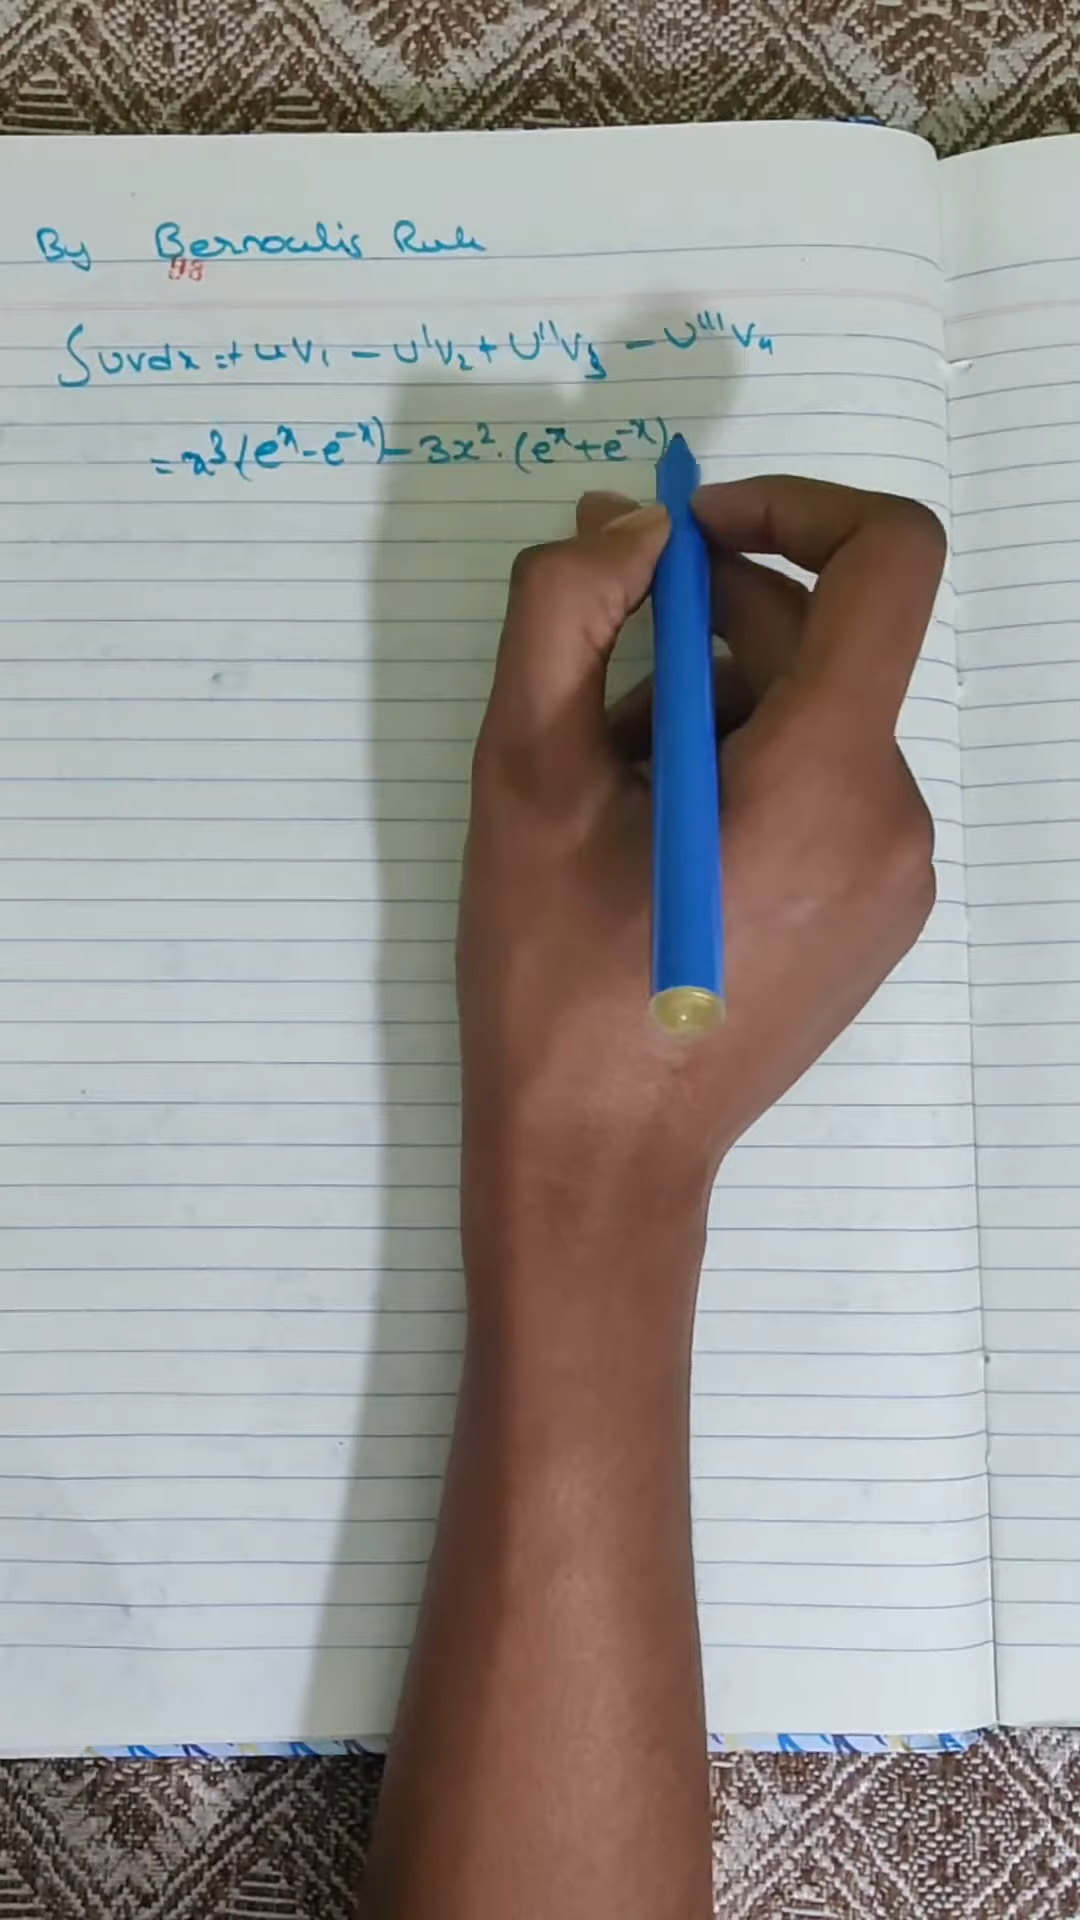 By Bernoulis Rule
98
∫uvdx = + uv₁ - u'v₂ + u''v₃ - u'''v₄
= x³(eˣ - e⁻ˣ) - 3x².(eˣ + e⁻ˣ)